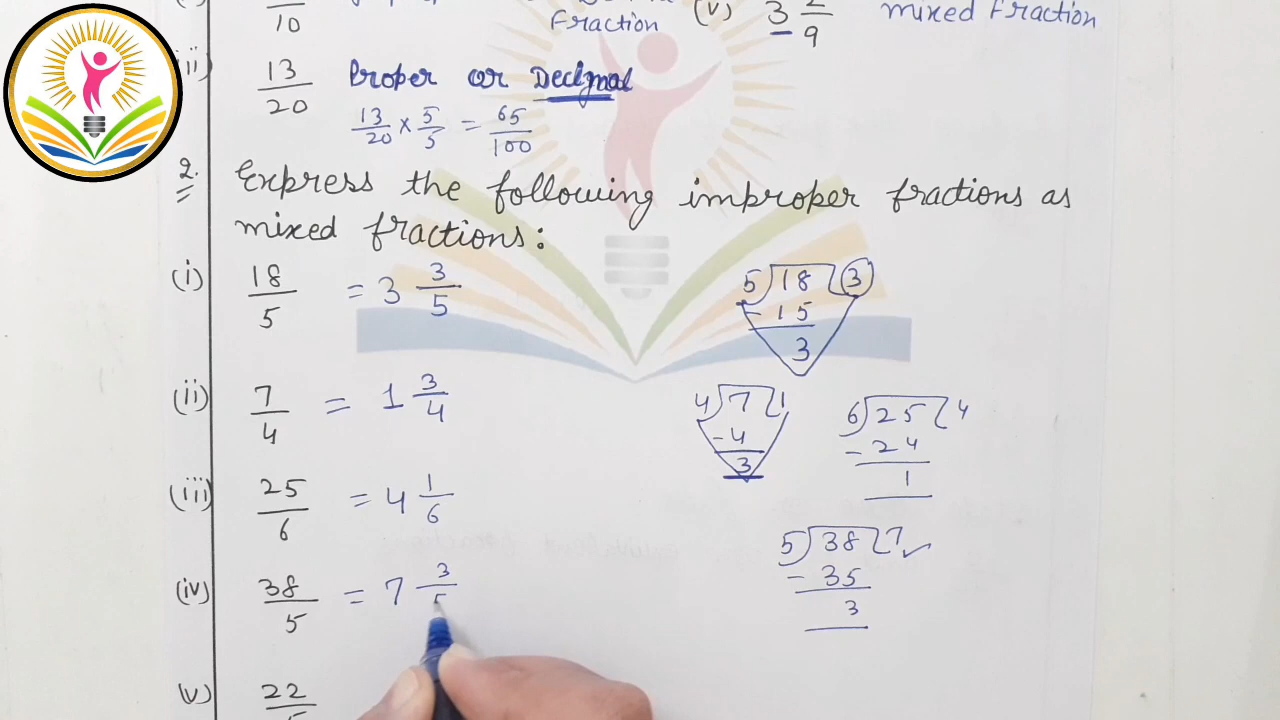 10 Fraction (v) 3 2/9 mixed Fraction
iii) 13/20 Proper or Decimal
13/20 × 5/5 = 65/100
2. Express the following improper fractions as
mixed fractions:
(i) 18/5 = 3 3/5
5)18(3
- 15
3
(ii) 7/4 = 1 3/4
4)7(1
-4
3
6)25(4
- 24
1
(iii) 25/6 = 4 1/6
5)38(7 ✓
- 35
3
(iv) 38/5 = 7 3/5
(v) 22